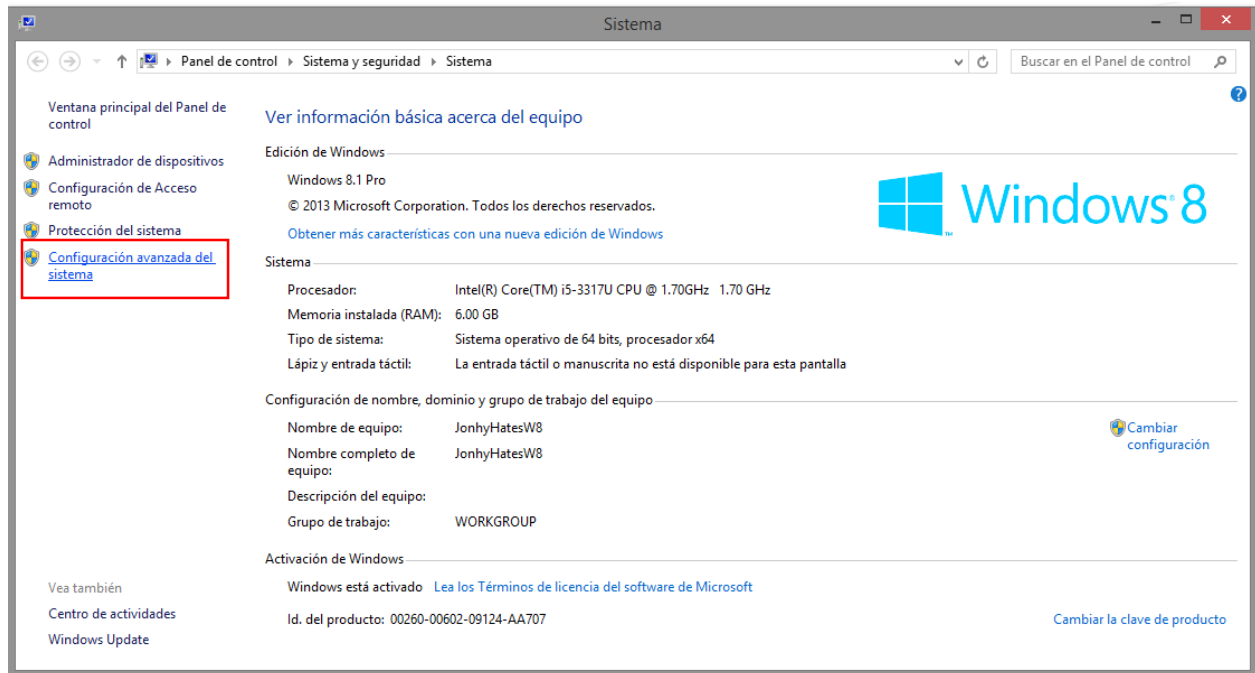 Sistema
Panel de control Sistema y seguridad Sistema
Buscar en el Panel de control
Ventana principal del Panel de
control
Administrador de dispositivos
Configuración de Acceso
remoto
Protección del sistema
Configuración avanzada del
sistema
Ver información básica acerca del equipo
Edición de Windows
Windows 8.1 Pro
© 2013 Microsoft Corporation. Todos los derechos reservados.
Obtener más características con una nueva edición de Windows
Windows 8
Sistema
Procesador: Intel(R) Core(TM) i5-3317U CPU @ 1.70GHz 1.70 GHz
Memoria instalada (RAM): 6.00 GB
Tipo de sistema: Sistema operativo de 64 bits, procesador x64
Lápiz y entrada táctil: La entrada táctil o manuscrita no está disponible para esta pantalla
Configuración de nombre, dominio y grupo de trabajo del equipo
Nombre de equipo: JonhyHatesW8
Nombre completo de JonhyHatesW8
equipo:
Descripción del equipo:
Grupo de trabajo: WORKGROUP
Cambiar
configuración
Activación de Windows
Windows está activado Lea los Términos de licencia del software de Microsoft
Id. del producto: 00260-00602-09124-AA707
Cambiar la clave de producto
Vea también
Centro de actividades
Windows Update